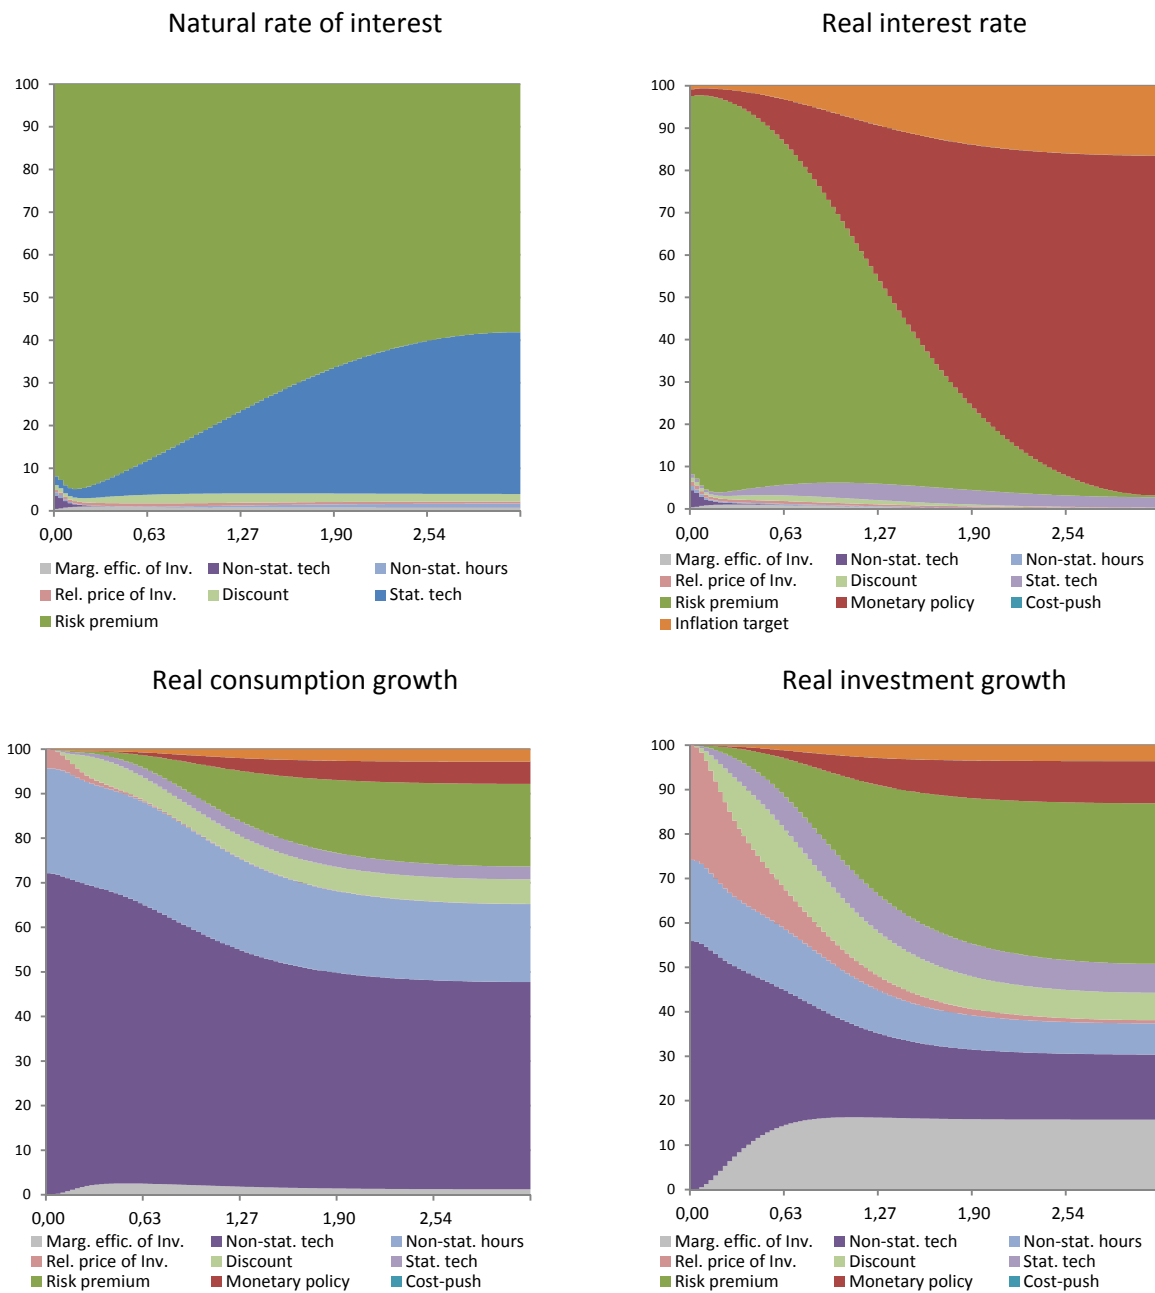 Natural rate of interest
100
90
80
70
60
50
40
30
20
10
0
0,00 0,63 1,27 1,90 2,54
Marg. effic. of Inv. Non-stat. tech Non-stat. hours
Rel. price of Inv. Discount Stat. tech
Risk premium
Real interest rate
100
90
80
70
60
50
40
30
20
10
0
0,00 0,63 1,27 1,90 2,54
Marg. effic. of Inv. Non-stat. tech Non-stat. hours
Rel. price of Inv. Discount Stat. tech
Risk premium Monetary policy Cost-push
Inflation target
Real consumption growth
100
90
80
70
60
50
40
30
20
10
0
0,00 0,63 1,27 1,90 2,54
Marg. effic. of Inv. Non-stat. tech Non-stat. hours
Rel. price of Inv. Discount Stat. tech
Risk premium Monetary policy Cost-push
Real investment growth
100
90
80
70
60
50
40
30
20
10
0
0,00 0,63 1,27 1,90 2,54
Marg. effic. of Inv. Non-stat. tech Non-stat. hours
Rel. price of Inv. Discount Stat. tech
Risk premium Monetary policy Cost-push